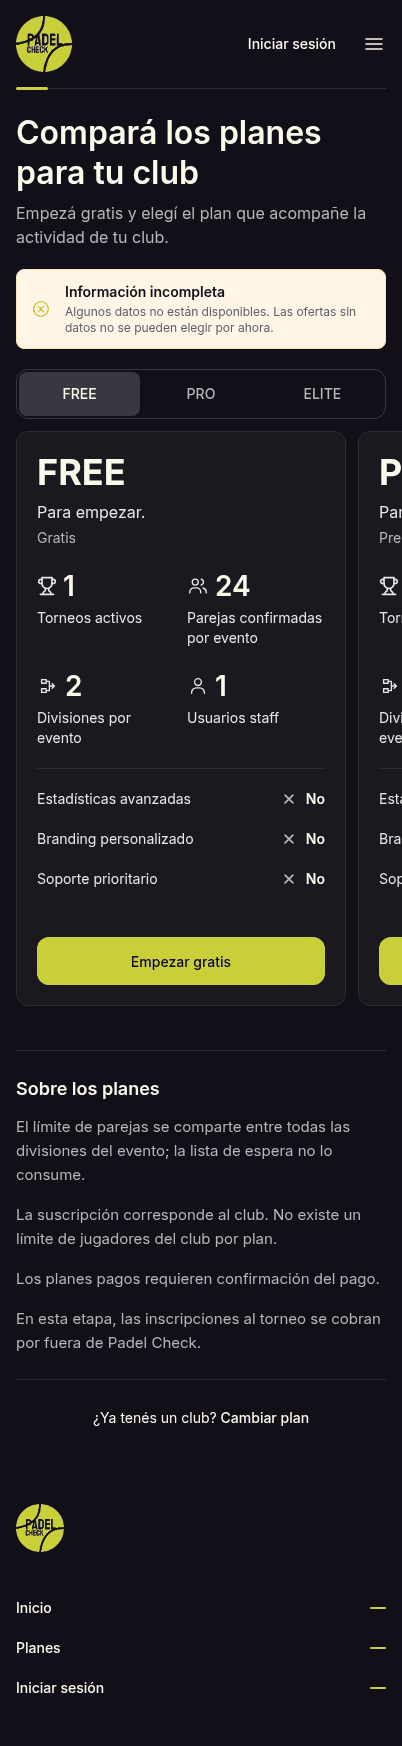 PADEL
CHECK
Iniciar sesión
Compará los planes
para tu club
Empezá gratis y elegí el plan que acompañe la
actividad de tu club.
Información incompleta
Algunos datos no están disponibles. Las ofertas sin
datos no se pueden elegir por ahora.
FREE PRO ELITE
FREE
Para empezar.
Gratis
1
Torneos activos
24
Parejas confirmadas
por evento
2
Divisiones por
evento
1
Usuarios staff
Estadísticas avanzadas No
Branding personalizado No
Soporte prioritario No
Empezar gratis
Sobre los planes
El límite de parejas se comparte entre todas las
divisiones del evento; la lista de espera no lo
consume.
La suscripción corresponde al club. No existe un
límite de jugadores del club por plan.
Los planes pagos requieren confirmación del pago.
En esta etapa, las inscripciones al torneo se cobran
por fuera de Padel Check.
¿Ya tenés un club? Cambiar plan
PADEL
CHECK
Inicio
Planes
Iniciar sesión